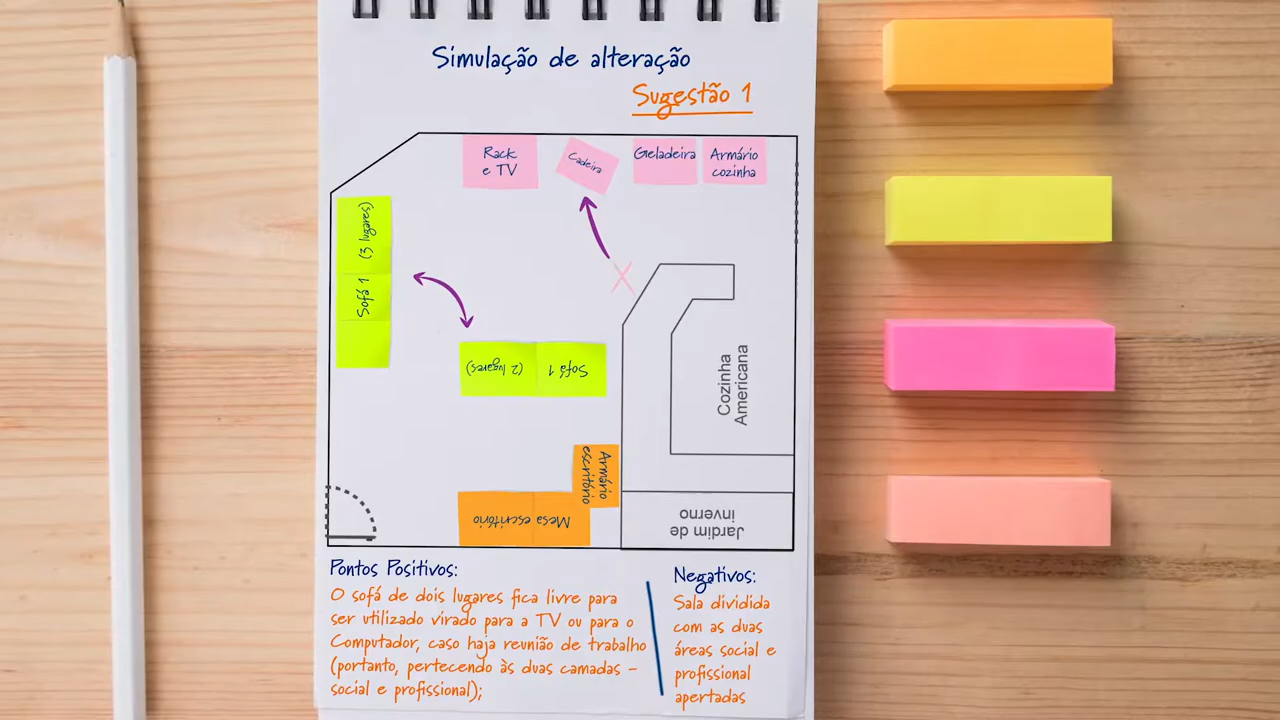 Simulação de alteração
Sugestão 1
Rack
e TV
Cadeira
Geladeira
Armário
cozinha
Sofá 1 (3 lugares)
Sofá 1 (2 lugares)
Cozinha
Americana
Armário
escritório
Mesa escritório
Jardim de
inverno
Pontos Positivos:
O sofá de dois lugares fica livre para
ser utilizado virado para a TV ou para o
Computador, caso haja reunião de trabalho
(portanto, pertecendo às duas camadas –
social e profissional);
Negativos:
Sala dividida
com as duas
áreas social e
profissional
apertadas